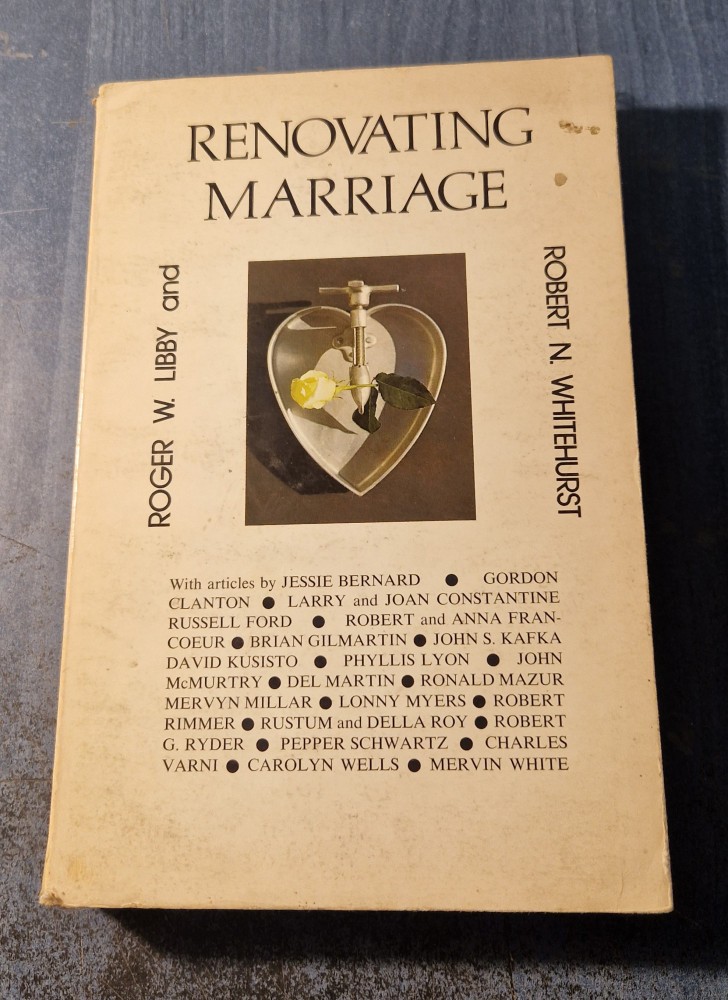 RENOVATING
MARRIAGE
ROGER W. LIBBY and
ROBERT N. WHITEHURST
With articles by JESSIE BERNARD ● GORDON
CLANTON ● LARRY and JOAN CONSTANTINE
RUSSELL FORD ● ROBERT and ANNA FRAN-
COEUR ● BRIAN GILMARTIN ● JOHN S. KAFKA
DAVID KUSISTO ● PHYLLIS LYON ● JOHN
McMURTRY ● DEL MARTIN ● RONALD MAZUR
MERVYN MILLAR ● LONNY MYERS ● ROBERT
RIMMER ● RUSTUM and DELLA ROY ● ROBERT
G. RYDER ● PEPPER SCHWARTZ ● CHARLES
VARNI ● CAROLYN WELLS ● MERVIN WHITE